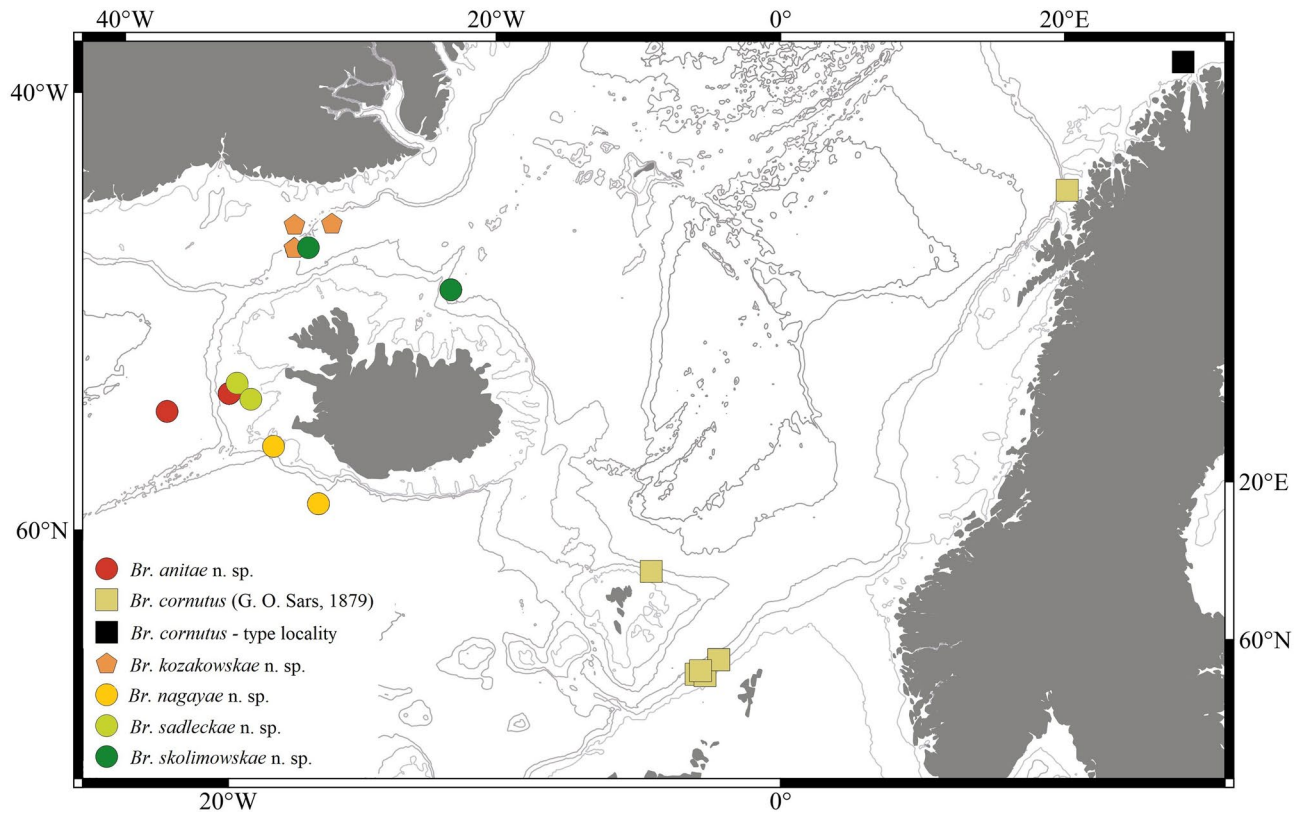 40°W 20°W 0° 20°E
40°W
20°E
60°N
60°N
Br. anitae n. sp.
Br. cornutus (G. O. Sars, 1879)
Br. cornutus - type locality
Br. kozakowskae n. sp.
Br. nagayae n. sp.
Br. sadleckae n. sp.
Br. skolimowskae n. sp.
20°W 0°